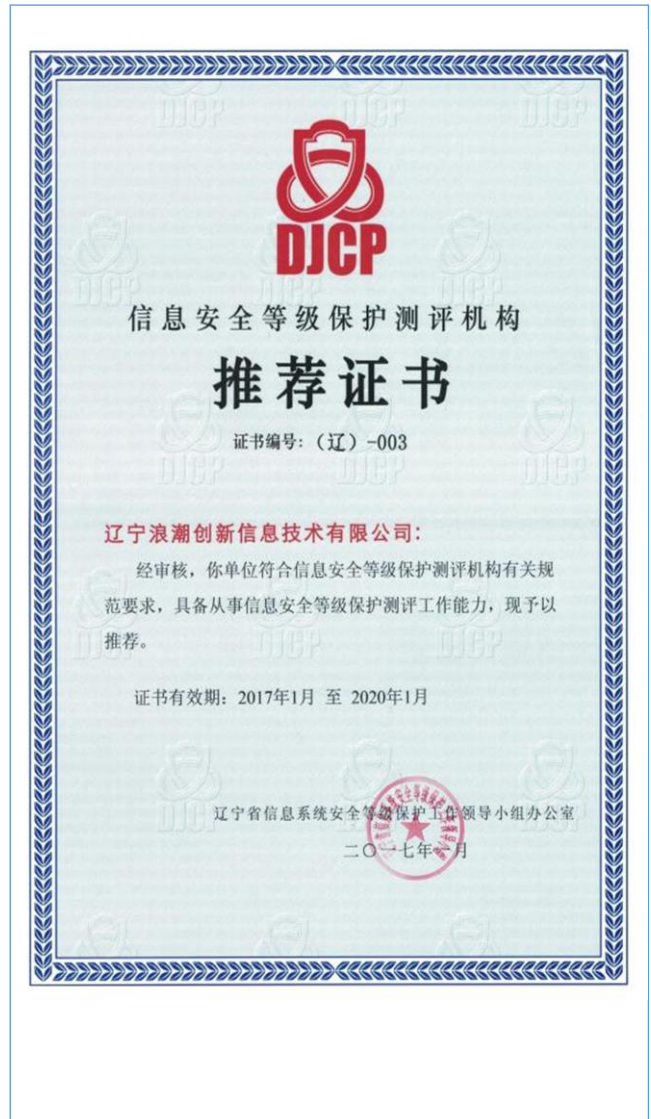 DJCP
信息安全等级保护测评机构
推荐证书
证书编号：（辽）-003
辽宁浪潮创新信息技术有限公司：
经审核，你单位符合信息安全等级保护测评机构有关规
范要求，具备从事信息安全等级保护测评工作能力，现予以
推荐。
证书有效期：2017年1月 至 2020年1月
辽宁省信息系统安全等级保护工作领导小组办公室
二〇一七年一月